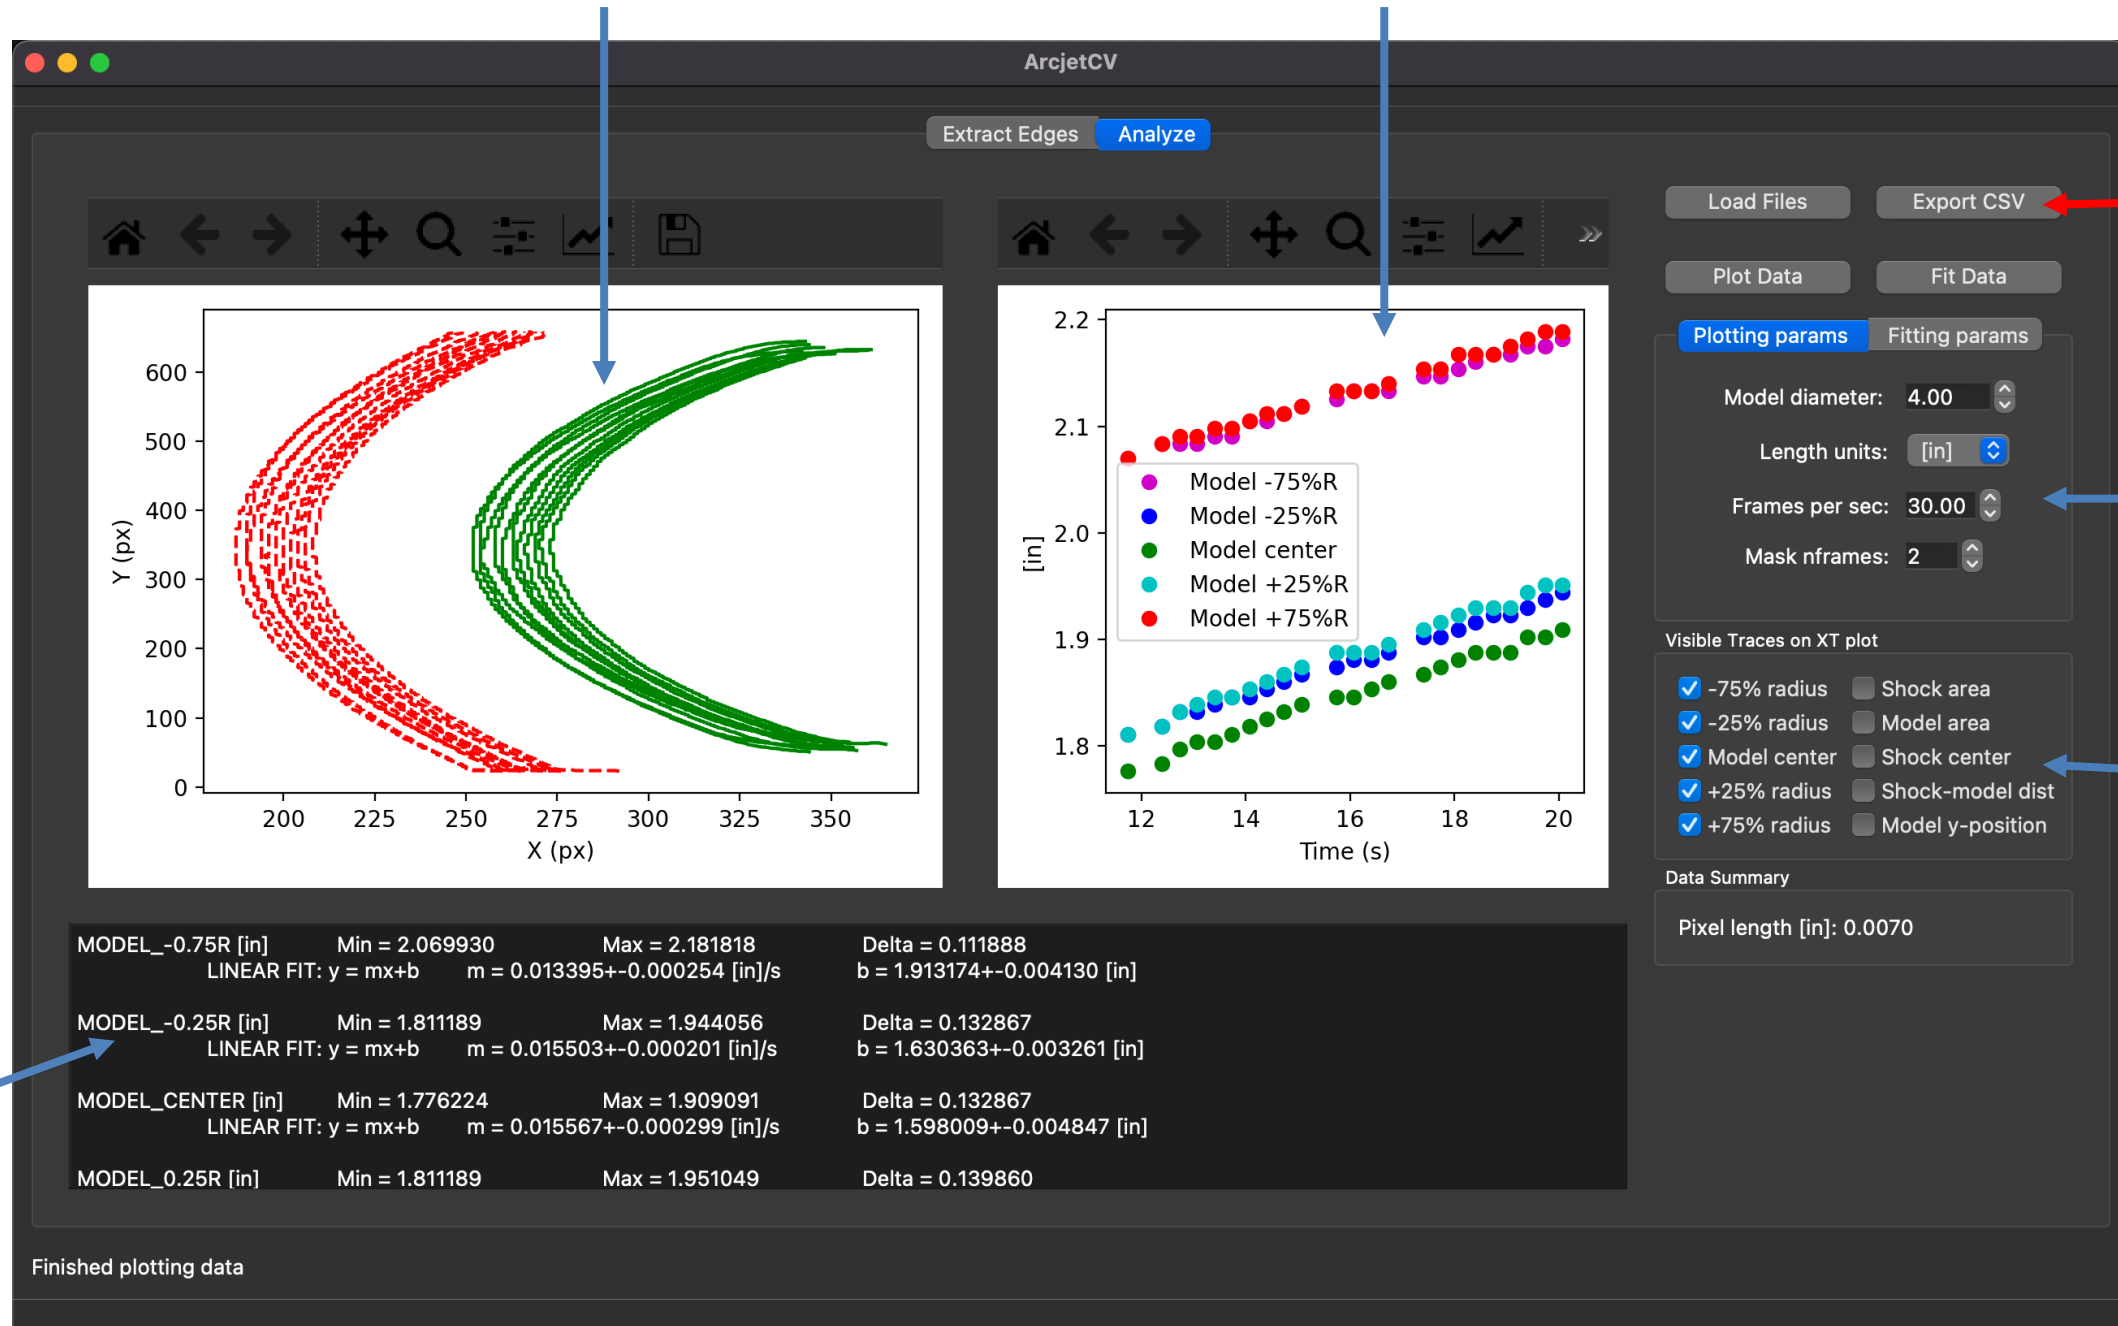 ArcjetCV
Extract Edges Analyze
Load Files Export CSV
Plot Data Fit Data
600
500
400
300
200
100
0
Y (px)
200 225 250 275 300 325 350
X (px)
2.2
2.1
2.0
1.9
1.8
[in]
Model -75%R
Model -25%R
Model center
Model +25%R
Model +75%R
12 14 16 18 20
Time (s)
Plotting params Fitting params
Model diameter: 4.00
Length units: [in]
Frames per sec: 30.00
Mask nframes: 2
Visible Traces on XT plot
-75% radius Shock area
-25% radius Model area
Model center Shock center
+25% radius Shock-model dist
+75% radius Model y-position
Data Summary
Pixel length [in]: 0.0070
MODEL_-0.75R [in] Min = 2.069930 Max = 2.181818 Delta = 0.111888
LINEAR FIT: y = mx+b m = 0.013395+-0.000254 [in]/s b = 1.913174+-0.004130 [in]
MODEL_-0.25R [in] Min = 1.811189 Max = 1.944056 Delta = 0.132867
LINEAR FIT: y = mx+b m = 0.015503+-0.000201 [in]/s b = 1.630363+-0.003261 [in]
MODEL_CENTER [in] Min = 1.776224 Max = 1.909091 Delta = 0.132867
LINEAR FIT: y = mx+b m = 0.015567+-0.000299 [in]/s b = 1.598009+-0.004847 [in]
MODEL_0.25R [in] Min = 1.811189 Max = 1.951049 Delta = 0.139860
Finished plotting data